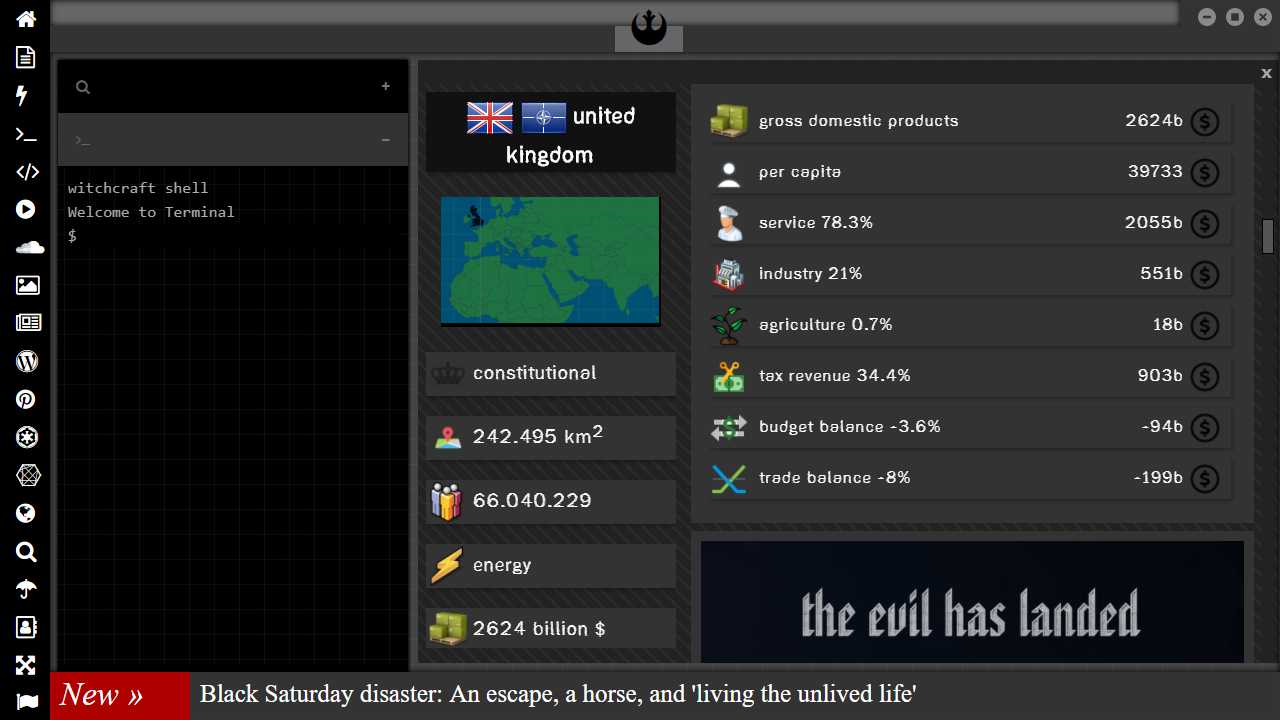 +
>_
−
witchcraft shell
Welcome to Terminal
$
x
united
kingdom
constitutional
242.495 km²
66.040.229
energy
2624 billion $
gross domestic products 2624b
per capita 39733
service 78.3% 2055b
industry 21% 551b
agriculture 0.7% 18b
tax revenue 34.4% 903b
budget balance -3.6% -94b
trade balance -8% -199b
the evil has landed
New » Black Saturday disaster: An escape, a horse, and 'living the unlived life'